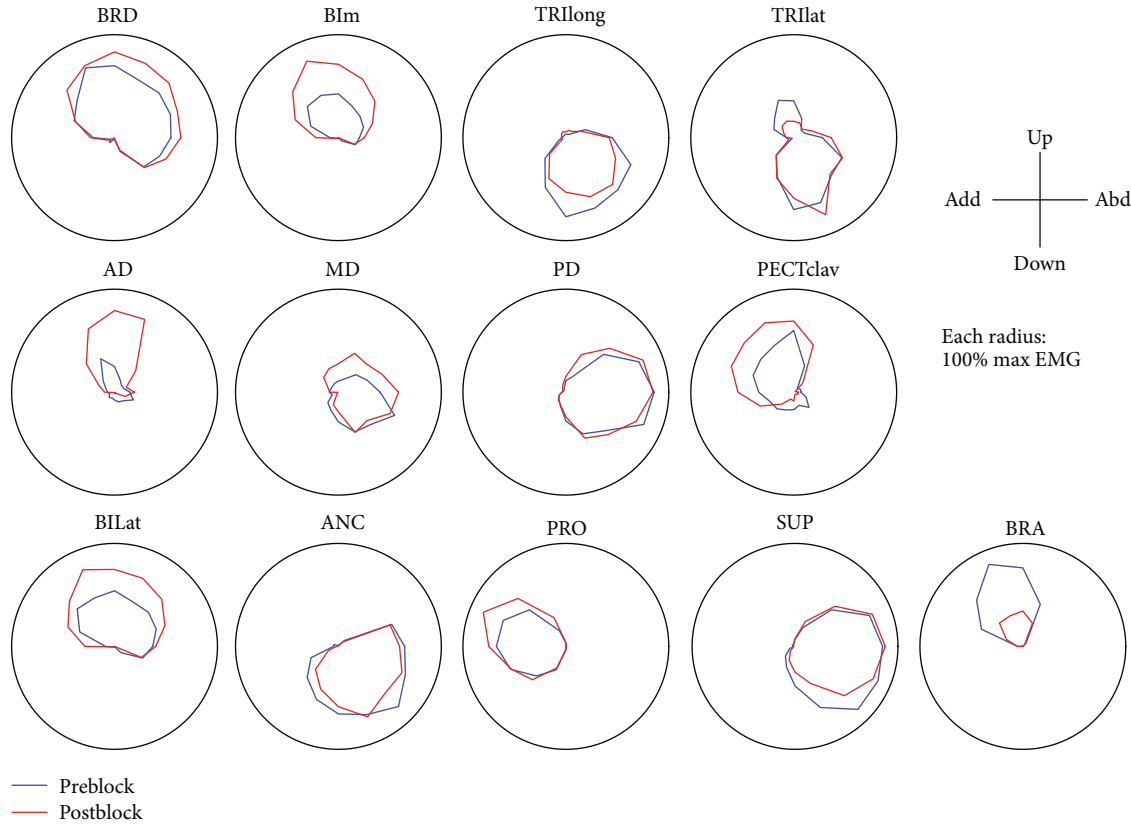 BRD
BIm
TRIlong
TRIlat
Up
Add
Abd
Down
AD
MD
PD
PECTclav
Each radius:
100% max EMG
BILat
ANC
PRO
SUP
BRA
Preblock
Postblock